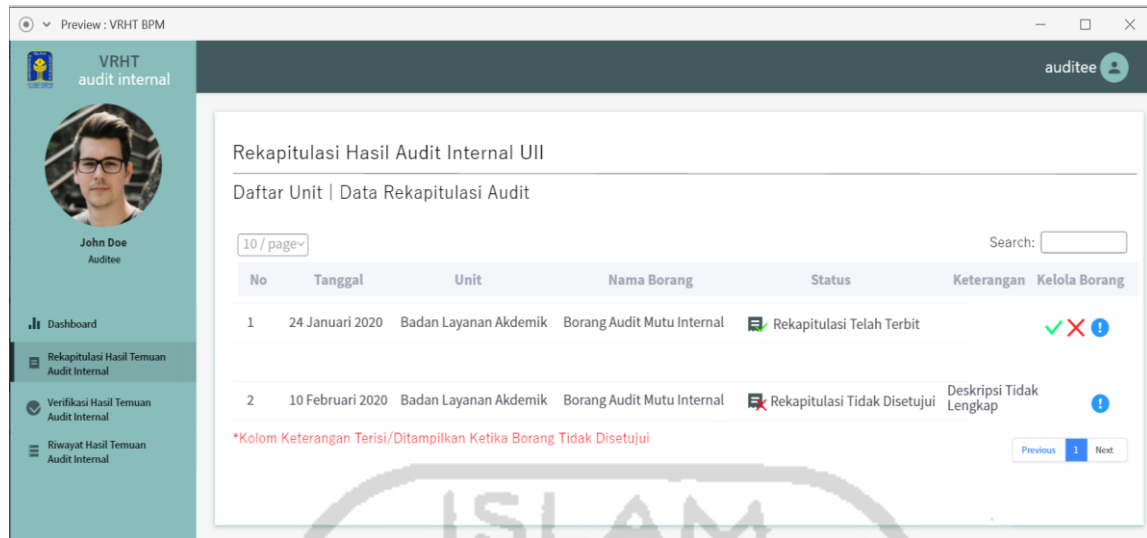 Preview : VRHT BPM
VRHT
audit internal
auditee
John Doe
Auditee
Dashboard
Rekapitulasi Hasil Temuan
Audit Internal
Verifikasi Hasil Temuan
Audit Internal
Riwayat Hasil Temuan
Audit Internal
Rekapitulasi Hasil Audit Internal UII
Daftar Unit | Data Rekapitulasi Audit
10 / page
Search:
No Tanggal Unit Nama Borang Status Keterangan Kelola Borang
1 24 Januari 2020 Badan Layanan Akdemik Borang Audit Mutu Internal Rekapitulasi Telah Terbit
2 10 Februari 2020 Badan Layanan Akdemik Borang Audit Mutu Internal Rekapitulasi Tidak Disetujui Deskripsi Tidak
Lengkap
*Kolom Keterangan Terisi/Ditampilkan Ketika Borang Tidak Disetujui
Previous 1 Next
ISLAM